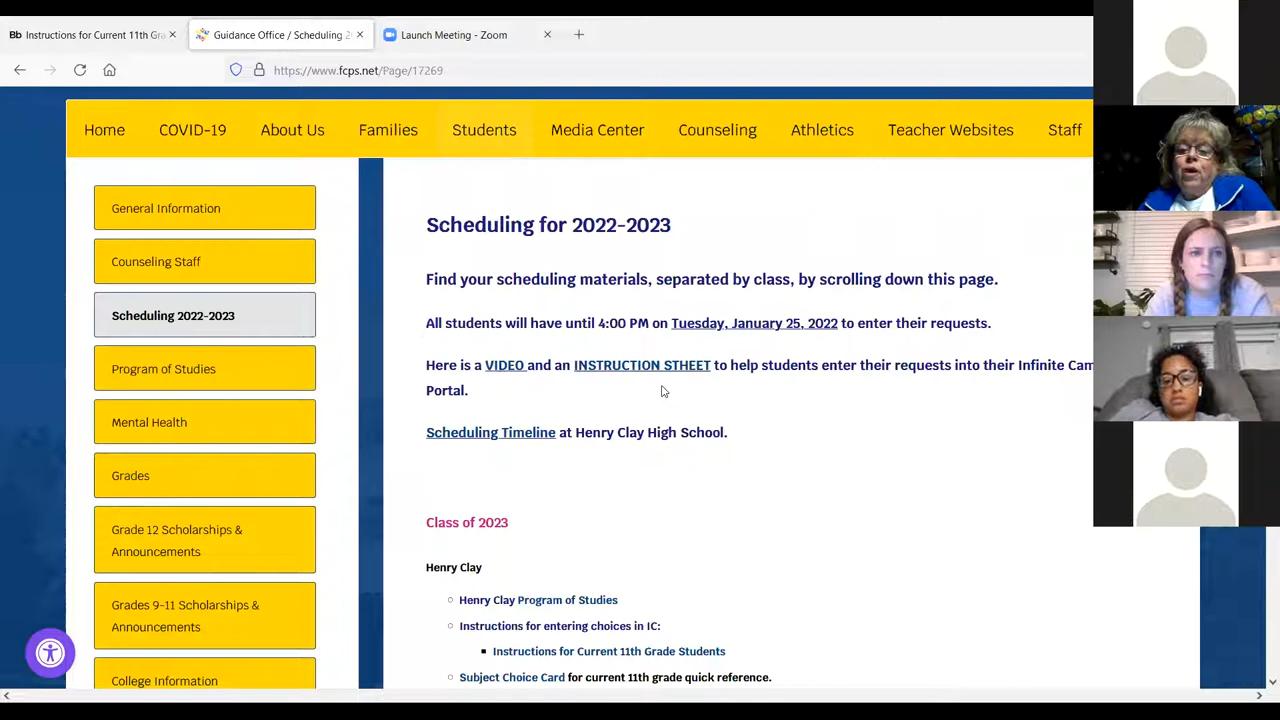 Bb Instructions for Current 11th Gra
Guidance Office / Scheduling 2
Launch Meeting - Zoom
https://www.fcps.net/Page/17269
Home COVID-19 About Us Families Students Media Center Counseling Athletics Teacher Websites Staff
General Information
Counseling Staff
Scheduling 2022-2023
Program of Studies
Mental Health
Grades
Grade 12 Scholarships &
Announcements
Grades 9-11 Scholarships &
Announcements
College Information
Scheduling for 2022-2023
Find your scheduling materials, separated by class, by scrolling down this page.
All students will have until 4:00 PM on Tuesday, January 25, 2022 to enter their requests.
Here is a VIDEO and an INSTRUCTION STHEET to help students enter their requests into their Infinite Cam
Portal.
Scheduling Timeline at Henry Clay High School.
Class of 2023
Henry Clay
Henry Clay Program of Studies
Instructions for entering choices in IC:
Instructions for Current 11th Grade Students
Subject Choice Card for current 11th grade quick reference.